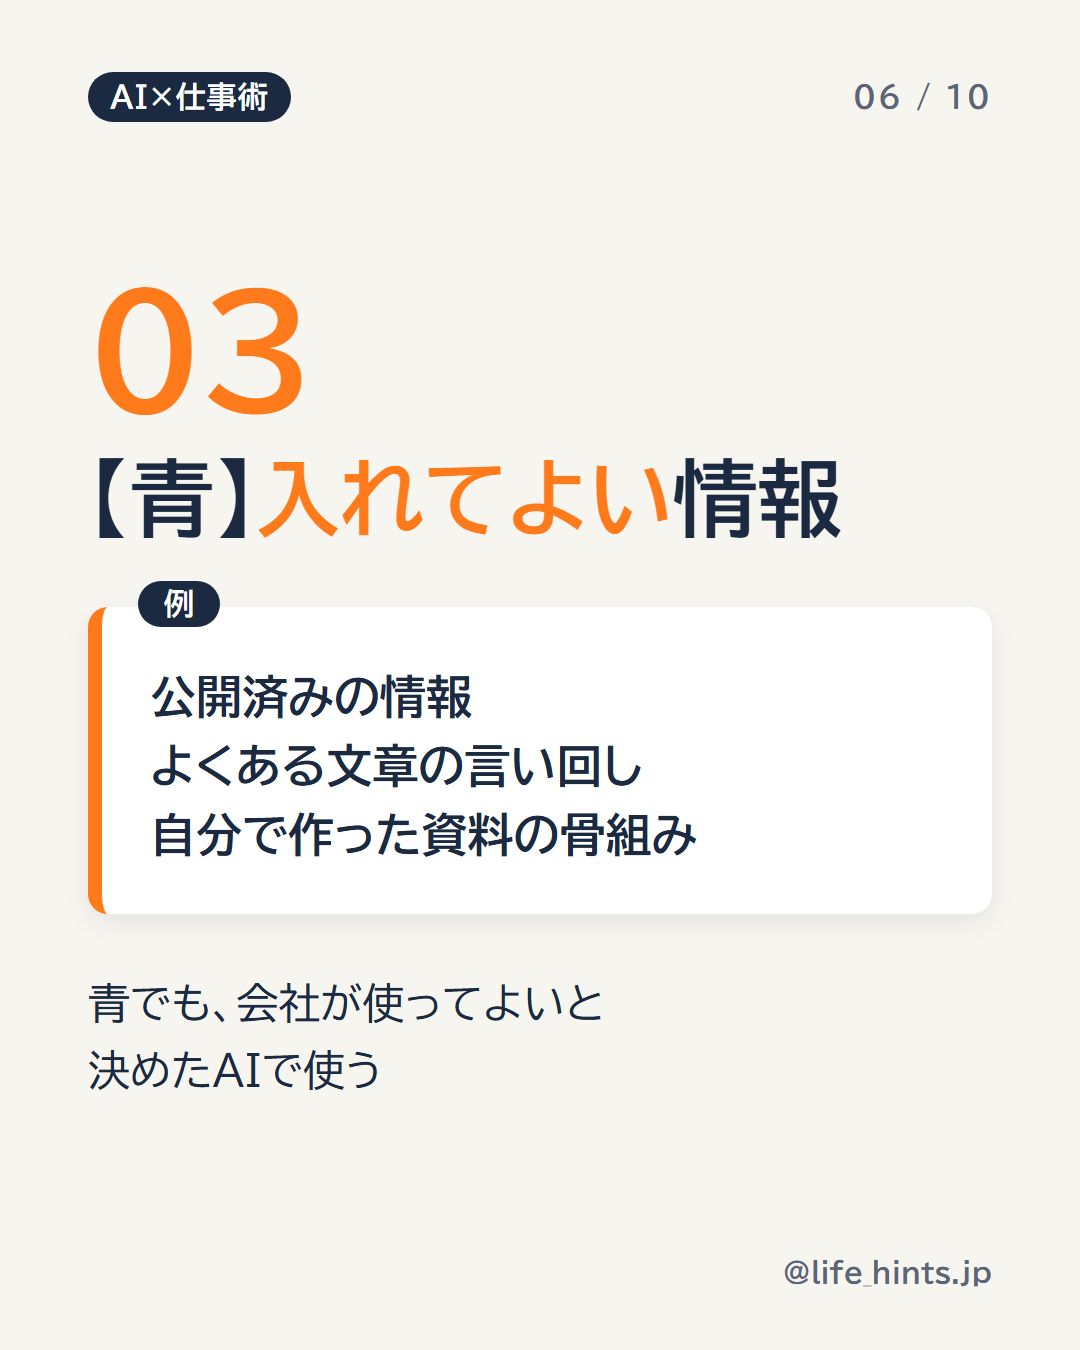 AI×仕事術
06 / 10
03
【青】入れてよい情報
例
公開済みの情報
よくある文章の言い回し
自分で作った資料の骨組み
青でも、会社が使ってよいと
決めたAIで使う
@life_hints.jp